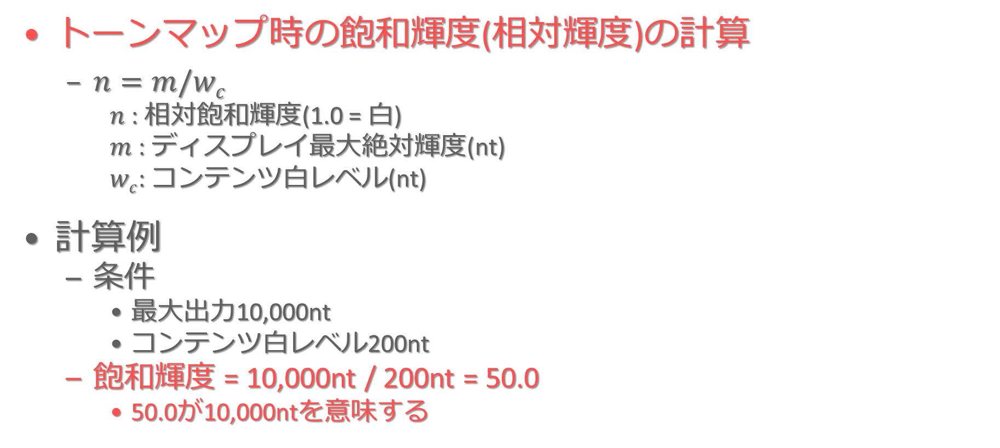 • トーンマップ時の飽和輝度(相対輝度)の計算
– n = m/w_c
n : 相対飽和輝度(1.0 = 白)
m : ディスプレイ最大絶対輝度(nt)
w_c: コンテンツ白レベル(nt)
• 計算例
– 条件
• 最大出力10,000nt
• コンテンツ白レベル200nt
– 飽和輝度 = 10,000nt / 200nt = 50.0
• 50.0が10,000ntを意味する